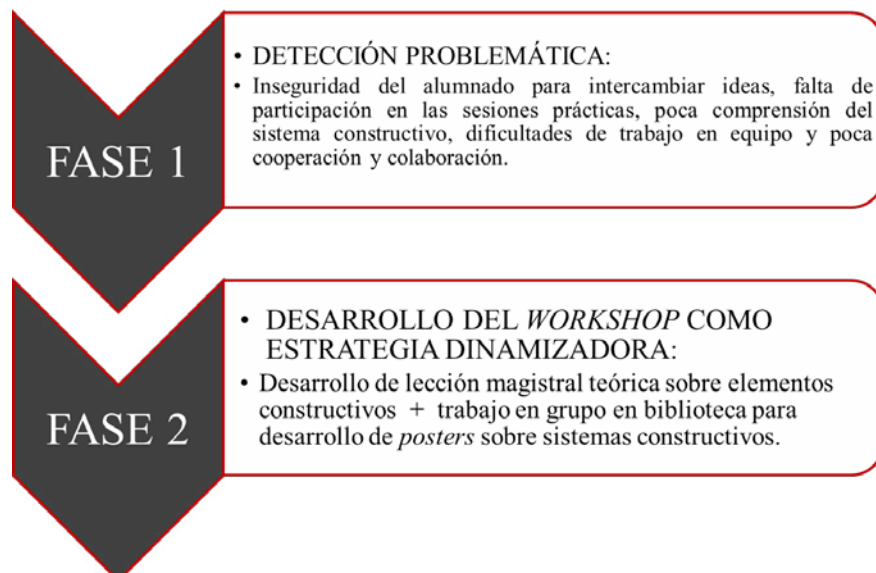 FASE 1
• DETECCIÓN PROBLEMÁTICA:
• Inseguridad del alumnado para intercambiar ideas, falta de
participación en las sesiones prácticas, poca comprensión del
sistema constructivo, dificultades de trabajo en equipo y poca
cooperación y colaboración.
FASE 2
• DESARROLLO DEL WORKSHOP COMO
ESTRATEGIA DINAMIZADORA:
• Desarrollo de lección magistral teórica sobre elementos
constructivos + trabajo en grupo en biblioteca para
desarrollo de posters sobre sistemas constructivos.